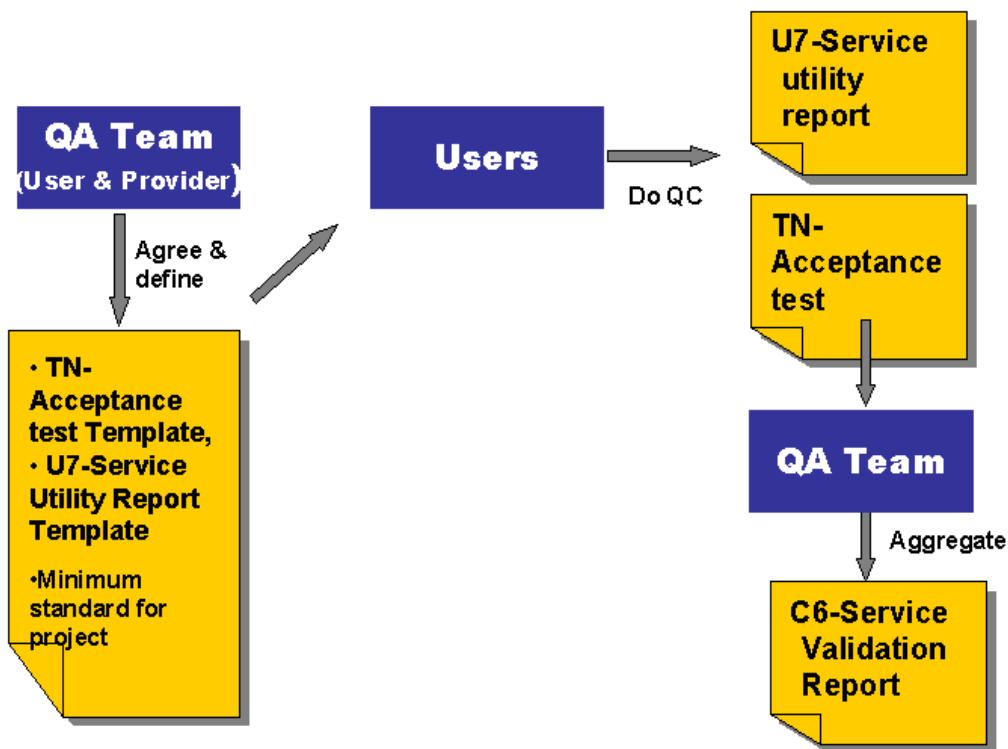 QA Team
(User & Provider)
Agree &
define
• TN-
Acceptance
test Template,
• U7-Service
Utility Report
Template
•Minimum
standard for
project
Users
Do QC
U7-Service
utility
report
TN-
Acceptance
test
QA Team
Aggregate
C6-Service
Validation
Report